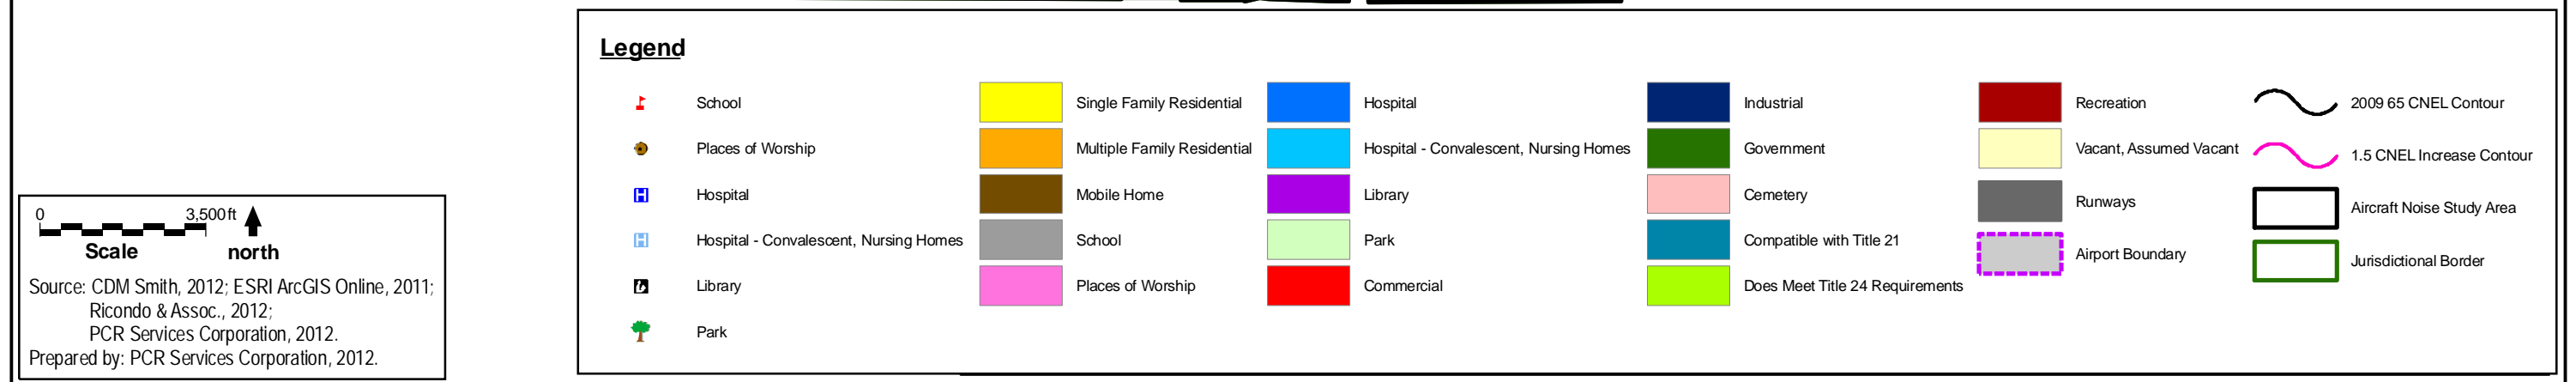 Legend
School
Places of Worship
Hospital
Hospital - Convalescent, Nursing Homes
Library
Park
Single Family Residential
Multiple Family Residential
Mobile Home
School
Places of Worship
Hospital
Hospital - Convalescent, Nursing Homes
Library
Park
Commercial
Industrial
Government
Cemetery
Compatible with Title 21
Does Meet Title 24 Requirements
Recreation
Vacant, Assumed Vacant
Runways
Airport Boundary
2009 65 CNEL Contour
1.5 CNEL Increase Contour
Aircraft Noise Study Area
Jurisdictional Border
0 3,500 ft
Scale north
Source: CDM Smith, 2012; ESRI ArcGIS Online, 2011;
Ricondo & Assoc., 2012;
PCR Services Corporation, 2012.
Prepared by: PCR Services Corporation, 2012.